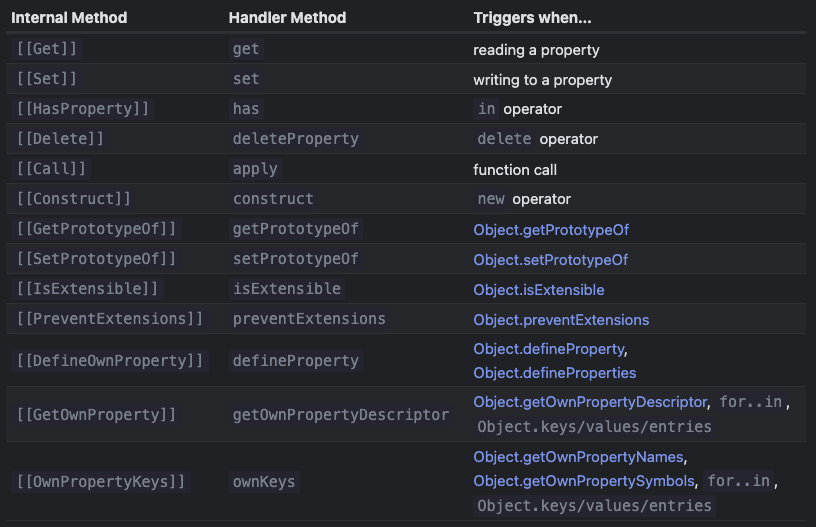 Internal Method Handler Method Triggers when...
[[Get]] get reading a property
[[Set]] set writing to a property
[[HasProperty]] has in operator
[[Delete]] deleteProperty delete operator
[[Call]] apply function call
[[Construct]] construct new operator
[[GetPrototypeOf]] getPrototypeOf Object.getPrototypeOf
[[SetPrototypeOf]] setPrototypeOf Object.setPrototypeOf
[[IsExtensible]] isExtensible Object.isExtensible
[[PreventExtensions]] preventExtensions Object.preventExtensions
[[DefineOwnProperty]] defineProperty Object.defineProperty,
Object.defineProperties
[[GetOwnProperty]] getOwnPropertyDescriptor Object.getOwnPropertyDescriptor, for..in,
Object.keys/values/entries
[[OwnPropertyKeys]] ownKeys Object.getOwnPropertyNames,
Object.getOwnPropertySymbols, for..in,
Object.keys/values/entries